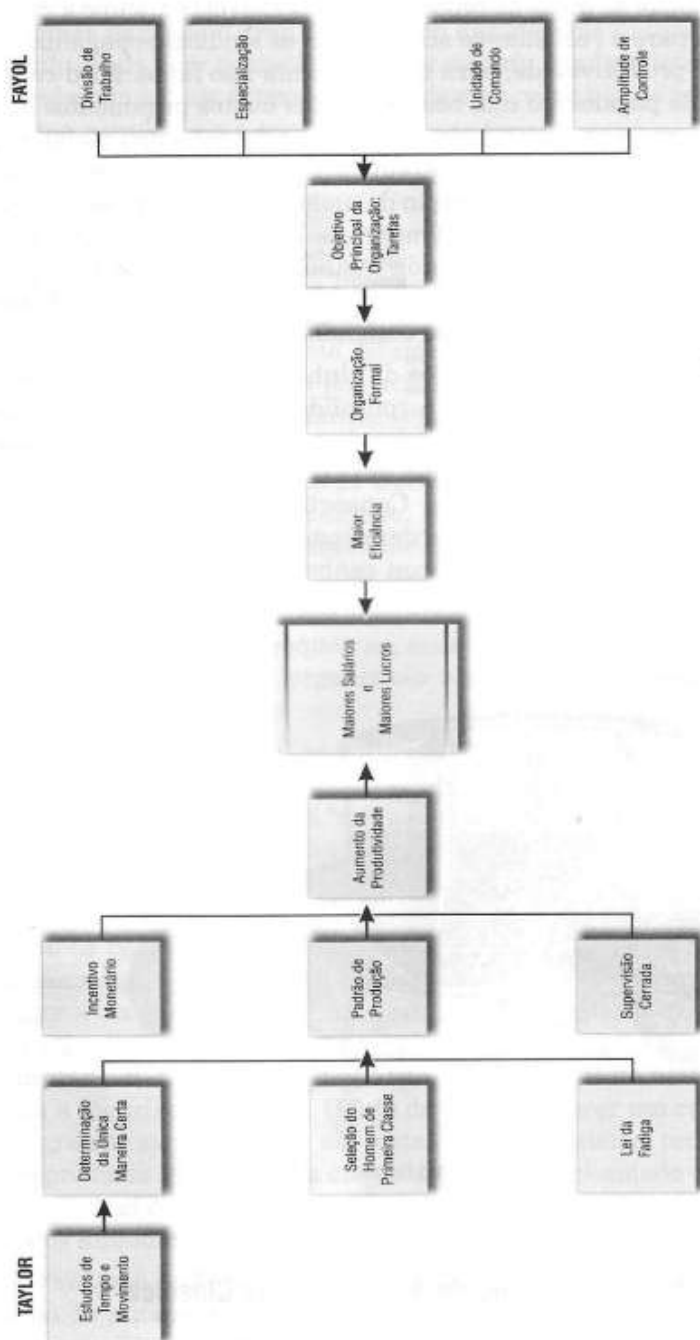 TAYLOR
Estudos de
Tempo e
Movimento
Determinação
da Única
Maneira Certa
Seleção do
Homem de
Primeira Classe
Lei da
Fadiga
Incentivo
Monetário
Padrão de
Produção
Supervisão
Cerrada
Aumento da
Produtividade
Maiores Salários
e
Maiores Lucros
Maior
Eficiência
Organização
Formal
Objetivo
Principal da
Organização:
Tarefas
FAYOL
Divisão de
Trabalho
Especialização
Unidade de
Comando
Amplitude de
Controle